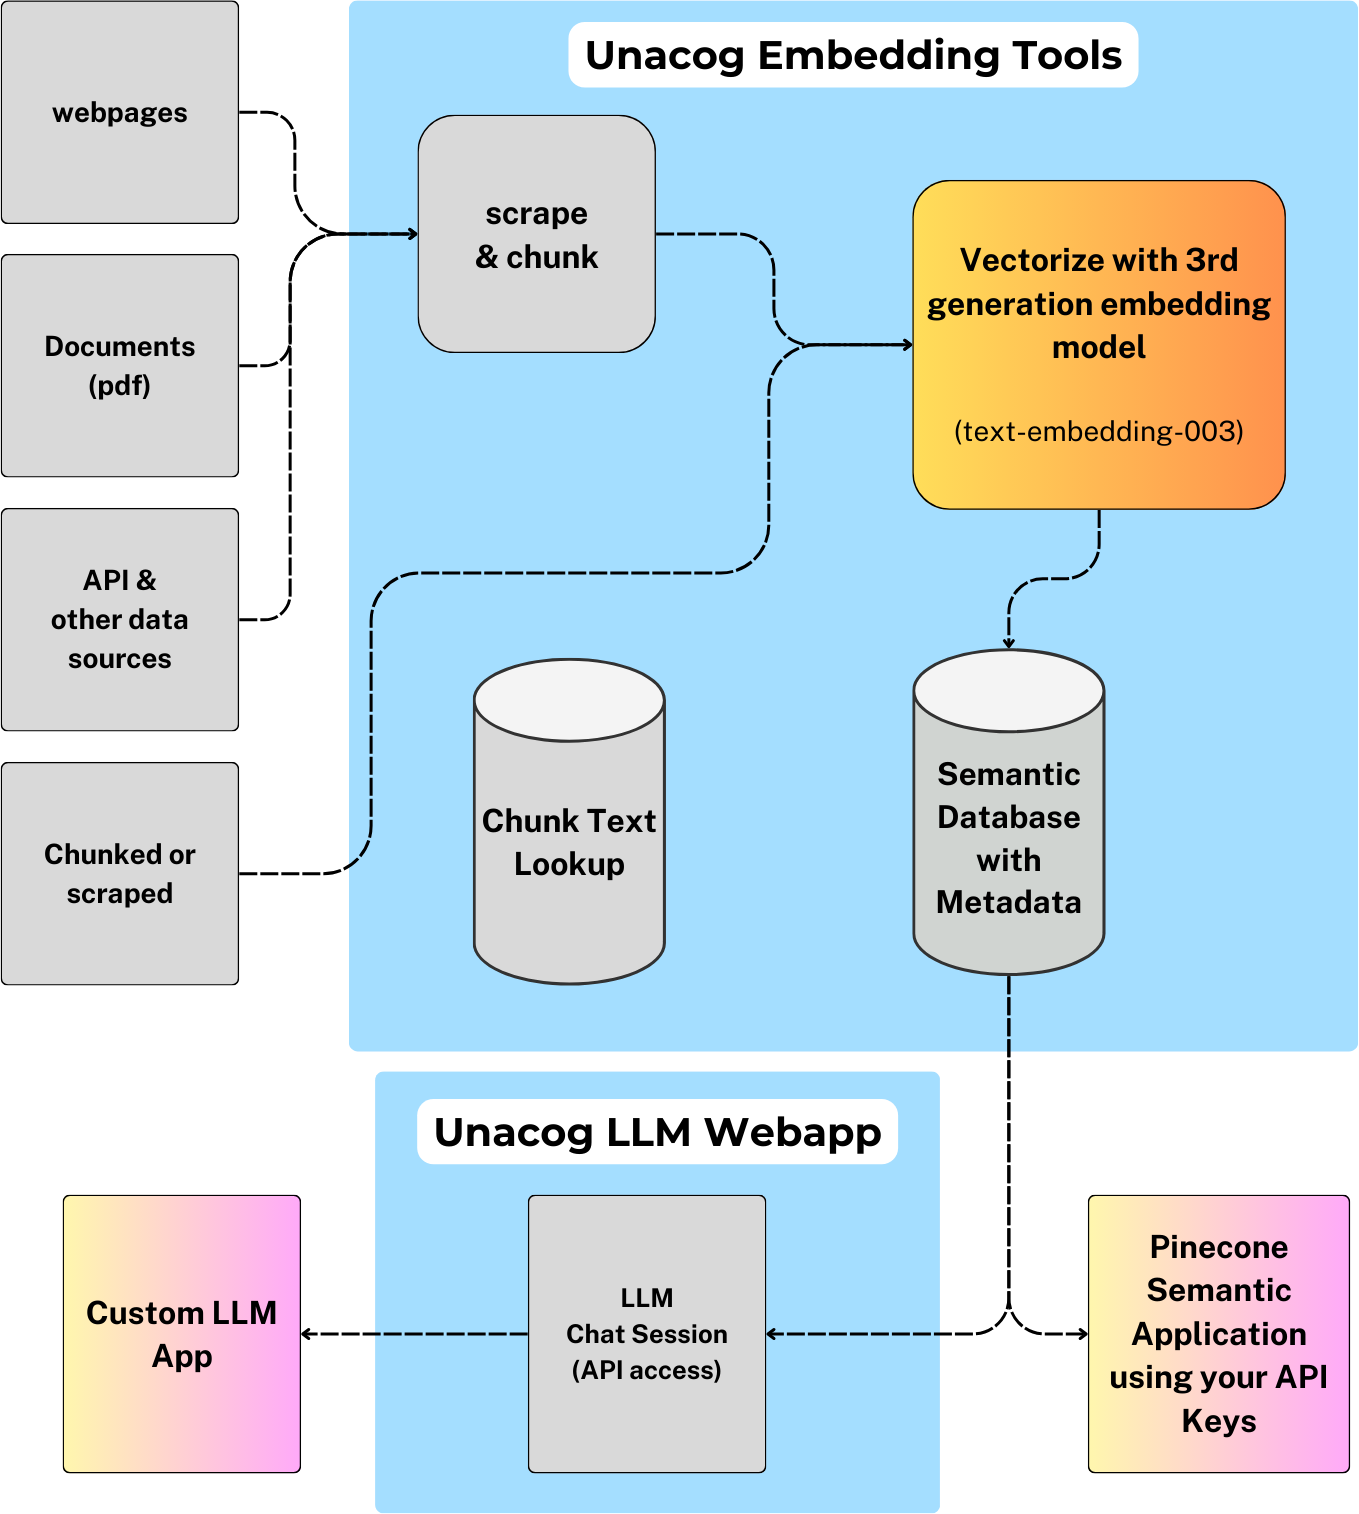 Unacog Embedding Tools
webpages
scrape
& chunk
Vectorize with 3rd
generation embedding
model
(text-embedding-003)
Documents
(pdf)
API &
other data
sources
Chunked or
scraped
Chunk Text
Lookup
Semantic
Database
with
Metadata
Unacog LLM Webapp
Custom LLM
App
LLM
Chat Session
(API access)
Pinecone
Semantic
Application
using your API
Keys